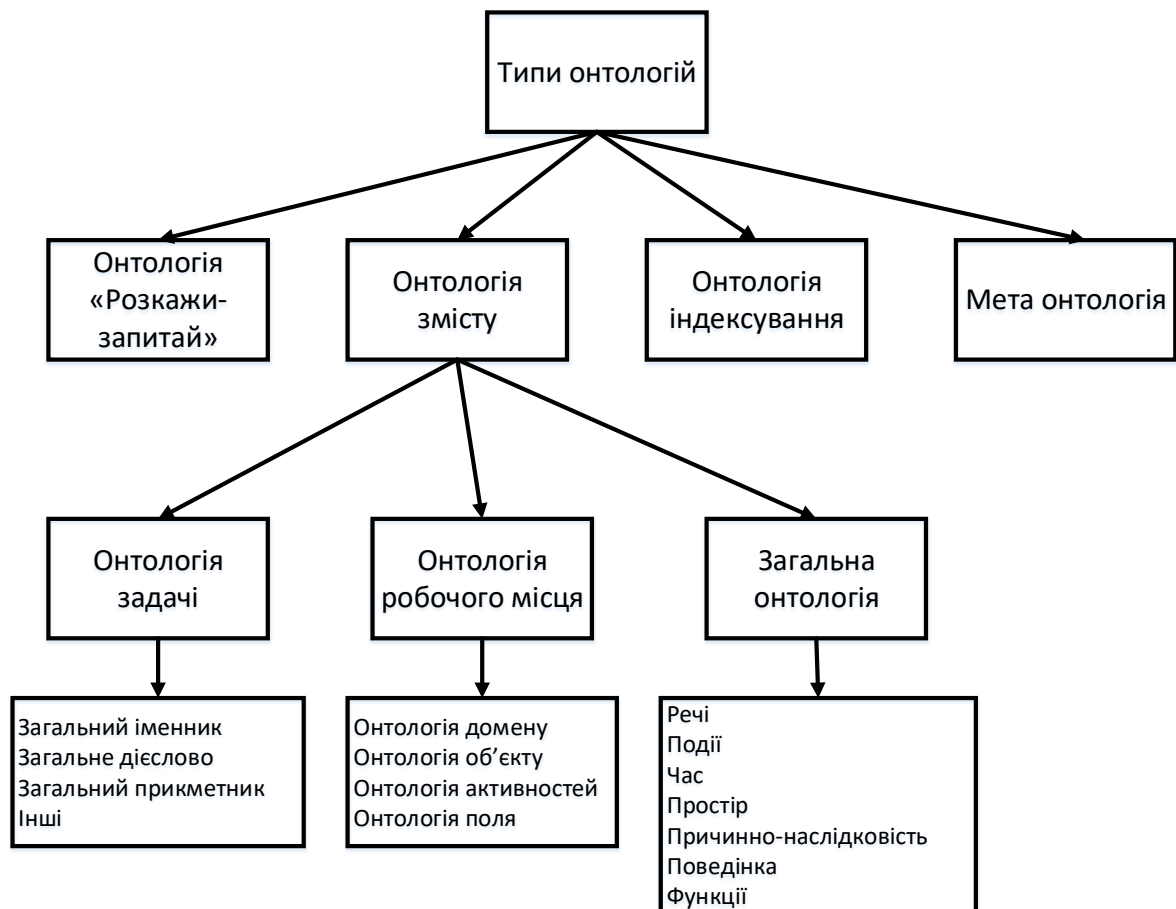 Типи онтологій
Онтологія
«Розкажи-
запитай»
Онтологія
змісту
Онтологія
індексування
Мета онтологія
Онтологія
задачі
Онтологія
робочого місця
Загальна
онтологія
Загальний іменник
Загальне дієслово
Загальний прикметник
Інші
Онтологія домену
Онтологія об’єкту
Онтологія активностей
Онтологія поля
Речі
Події
Час
Простір
Причинно-наслідковість
Поведінка
Функції